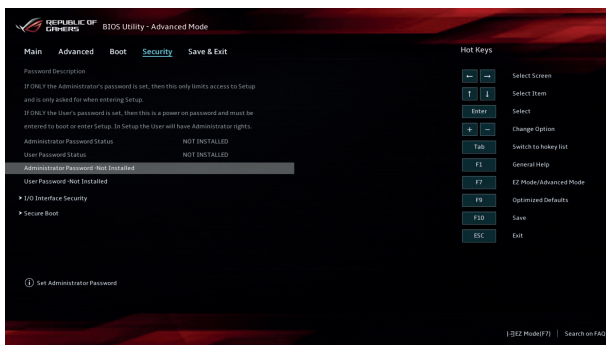 REPUBLIC OF GAMERS
BIOS Utility - Advanced Mode
Main Advanced Boot Security Save & Exit
Hot Keys
Password Description
If ONLY the Administrator's password is set, then this only limits access to Setup
and is only asked for when entering Setup.
If ONLY the User's password is set, then this is a power on password and must be
entered to boot or enter Setup. In Setup the User will have Administrator rights.
Administrator Password Status NOT INSTALLED
User Password Status NOT INSTALLED
Administrator Password -Not Installed
User Password -Not Installed
> I/O Interface Security
> Secure Boot
← → Select Screen
↑ ↓ Select Item
Enter Select
+ − Change Option
Tab Switch to hokey list
F1 General Help
F7 EZ Mode/Advanced Mode
F9 Optimized Defaults
F10 Save
ESC Exit
i Set Administrator Password
EZ Mode(F7) | Search on FAQ